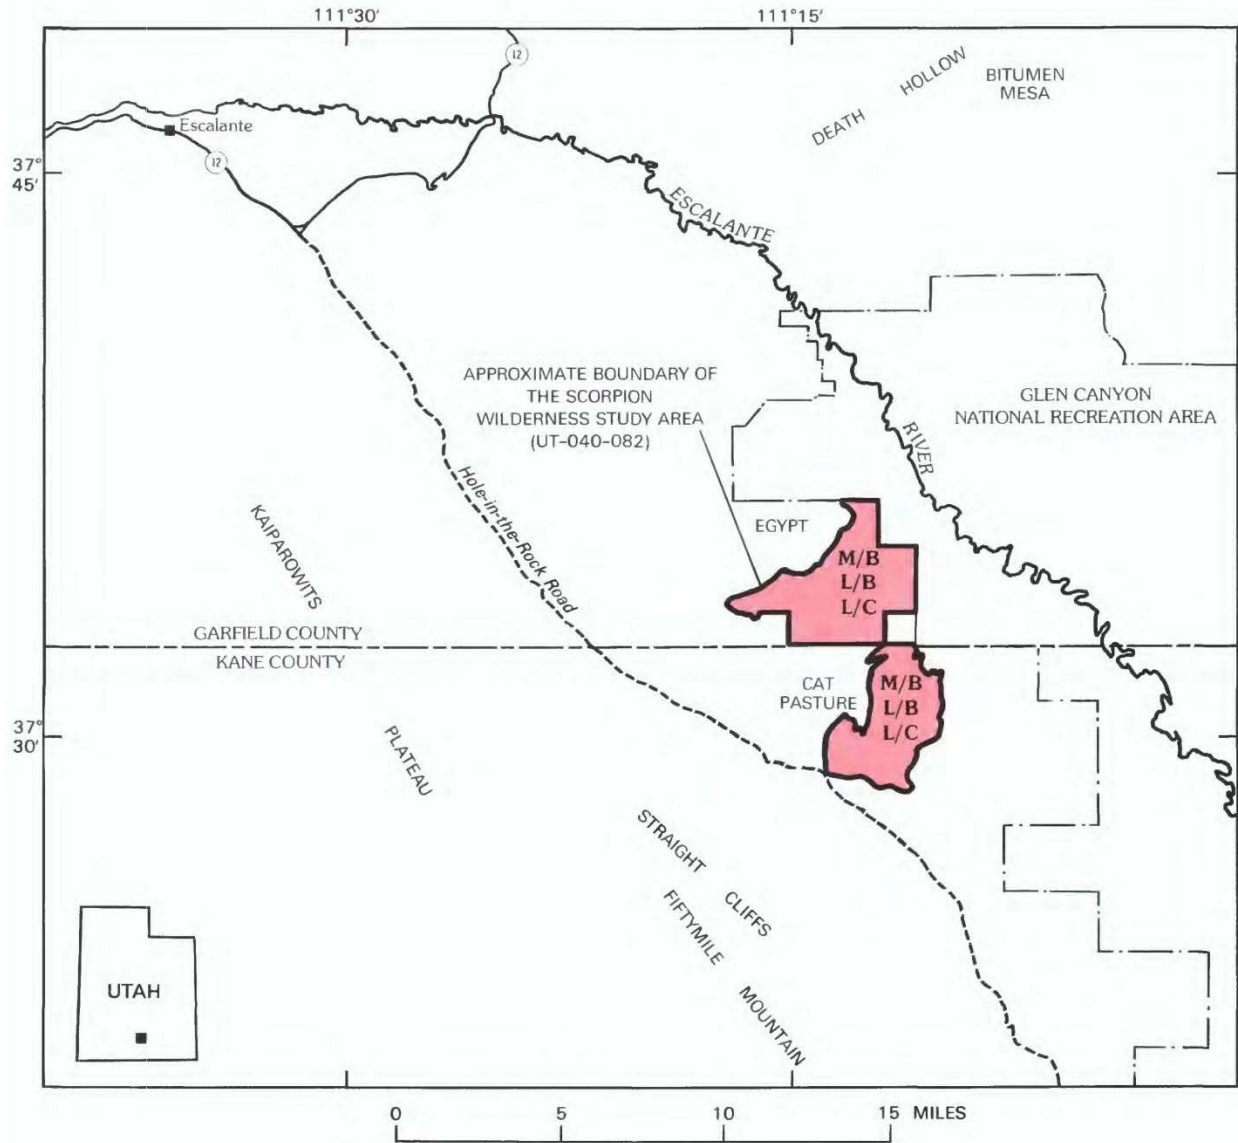 111°30'
111°15'
12
DEATH HOLLOW
BITUMEN
MESA
Escalante
12
37°
45'
ESCALANTE
RIVER
APPROXIMATE BOUNDARY OF
THE SCORPION
WILDERNESS STUDY AREA
(UT-040-082)
GLEN CANYON
NATIONAL RECREATION AREA
Hole-in-the-Rock Road
KAIPAROWITS
PLATEAU
EGYPT
M/B
L/B
L/C
GARFIELD COUNTY
KANE COUNTY
CAT
PASTURE
M/B
L/B
L/C
37°
30'
STRAIGHT CLIFFS
FIFTYMILE MOUNTAIN
UTAH
0 5 10 15 MILES